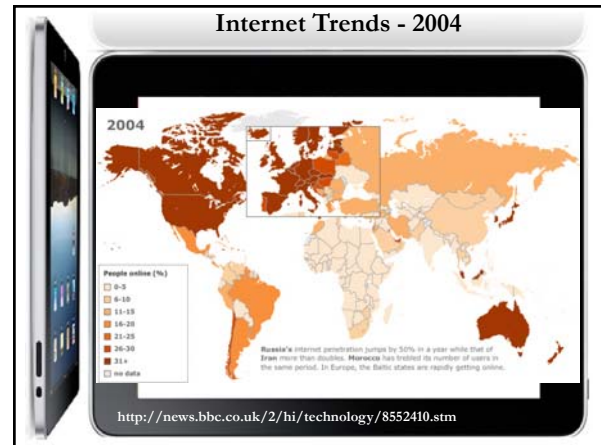 Internet Trends - 2004
2004
People online (%)
0-5
6-10
11-15
16-20
21-25
26-30
31+
no data
Russia's internet penetration jumps by 50% in a year while that of
Iran more than doubles. Morocco has trebled its number of users in
the same period. In Europe, the Baltic states are rapidly getting online.
http://news.bbc.co.uk/2/hi/technology/8552410.stm